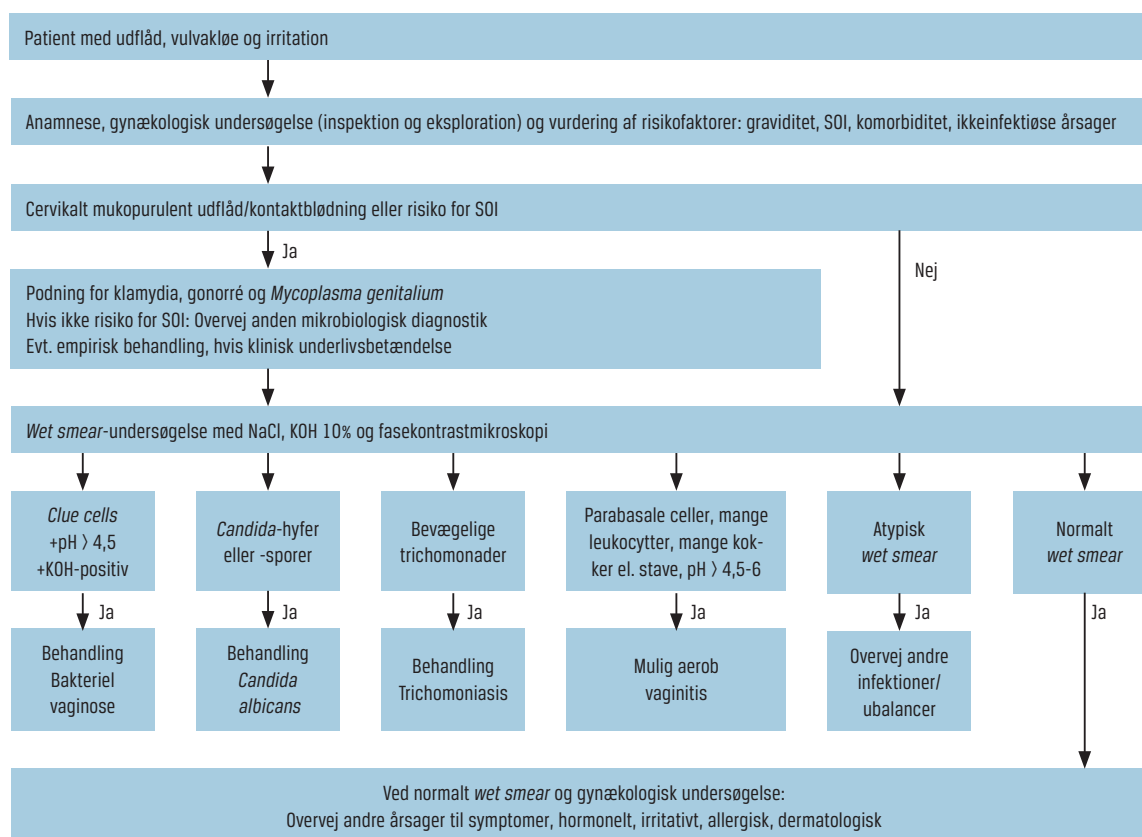 Patient med udflåd, vulvakløe og irritation
Anamnese, gynækologisk undersøgelse (inspektion og eksploration) og vurdering af risikofaktorer: graviditet, SOI, komorbiditet, ikkeinfektiøse årsager
Cervikalt mukopurulent udflåd/kontaktblødning eller risiko for SOI
Ja
Nej
Podning for klamydia, gonorré og Mycoplasma genitalium
Hvis ikke risiko for SOI: Overvej anden mikrobiologisk diagnostik
Evt. empirisk behandling, hvis klinisk underlivsbetændelse
Wet smear-undersøgelse med NaCl, KOH 10% og fasekontrastmikroskopi
Clue cells
+pH > 4,5
+KOH-positiv
Candida-hyfer
eller -sporer
Bevægelige
trichomonader
Parabasale celler, mange
leukocytter, mange kok-
ker el. stave, pH > 4,5-6
Atypisk
wet smear
Normalt
wet smear
Ja
Ja
Ja
Ja
Ja
Ja
Behandling
Bakteriel
vaginose
Behandling
Candida
albicans
Behandling
Trichomoniasis
Mulig aerob
vaginitis
Overvej andre
infektioner/
ubalancer
Ved normalt wet smear og gynækologisk undersøgelse:
Overvej andre årsager til symptomer, hormonelt, irritativt, allergisk, dermatologisk